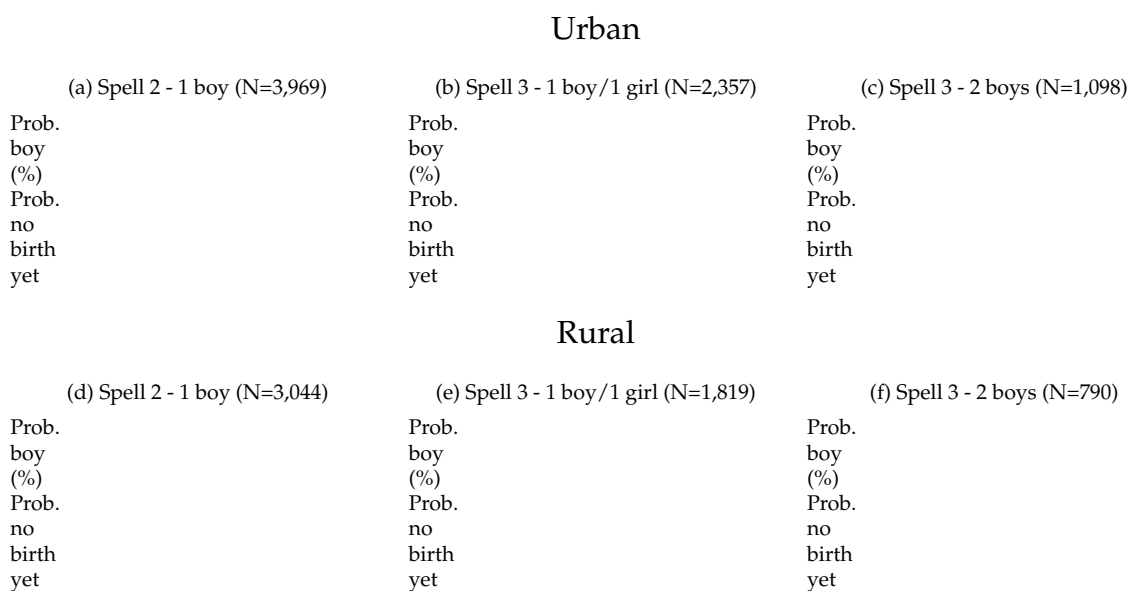 Urban
(a) Spell 2 - 1 boy (N=3,969)
(b) Spell 3 - 1 boy/1 girl (N=2,357)
(c) Spell 3 - 2 boys (N=1,098)
Prob.
boy
(%)
Prob.
no
birth
yet
Prob.
boy
(%)
Prob.
no
birth
yet
Prob.
boy
(%)
Prob.
no
birth
yet
Rural
(d) Spell 2 - 1 boy (N=3,044)
(e) Spell 3 - 1 boy/1 girl (N=1,819)
(f) Spell 3 - 2 boys (N=790)
Prob.
boy
(%)
Prob.
no
birth
yet
Prob.
boy
(%)
Prob.
no
birth
yet
Prob.
boy
(%)
Prob.
no
birth
yet